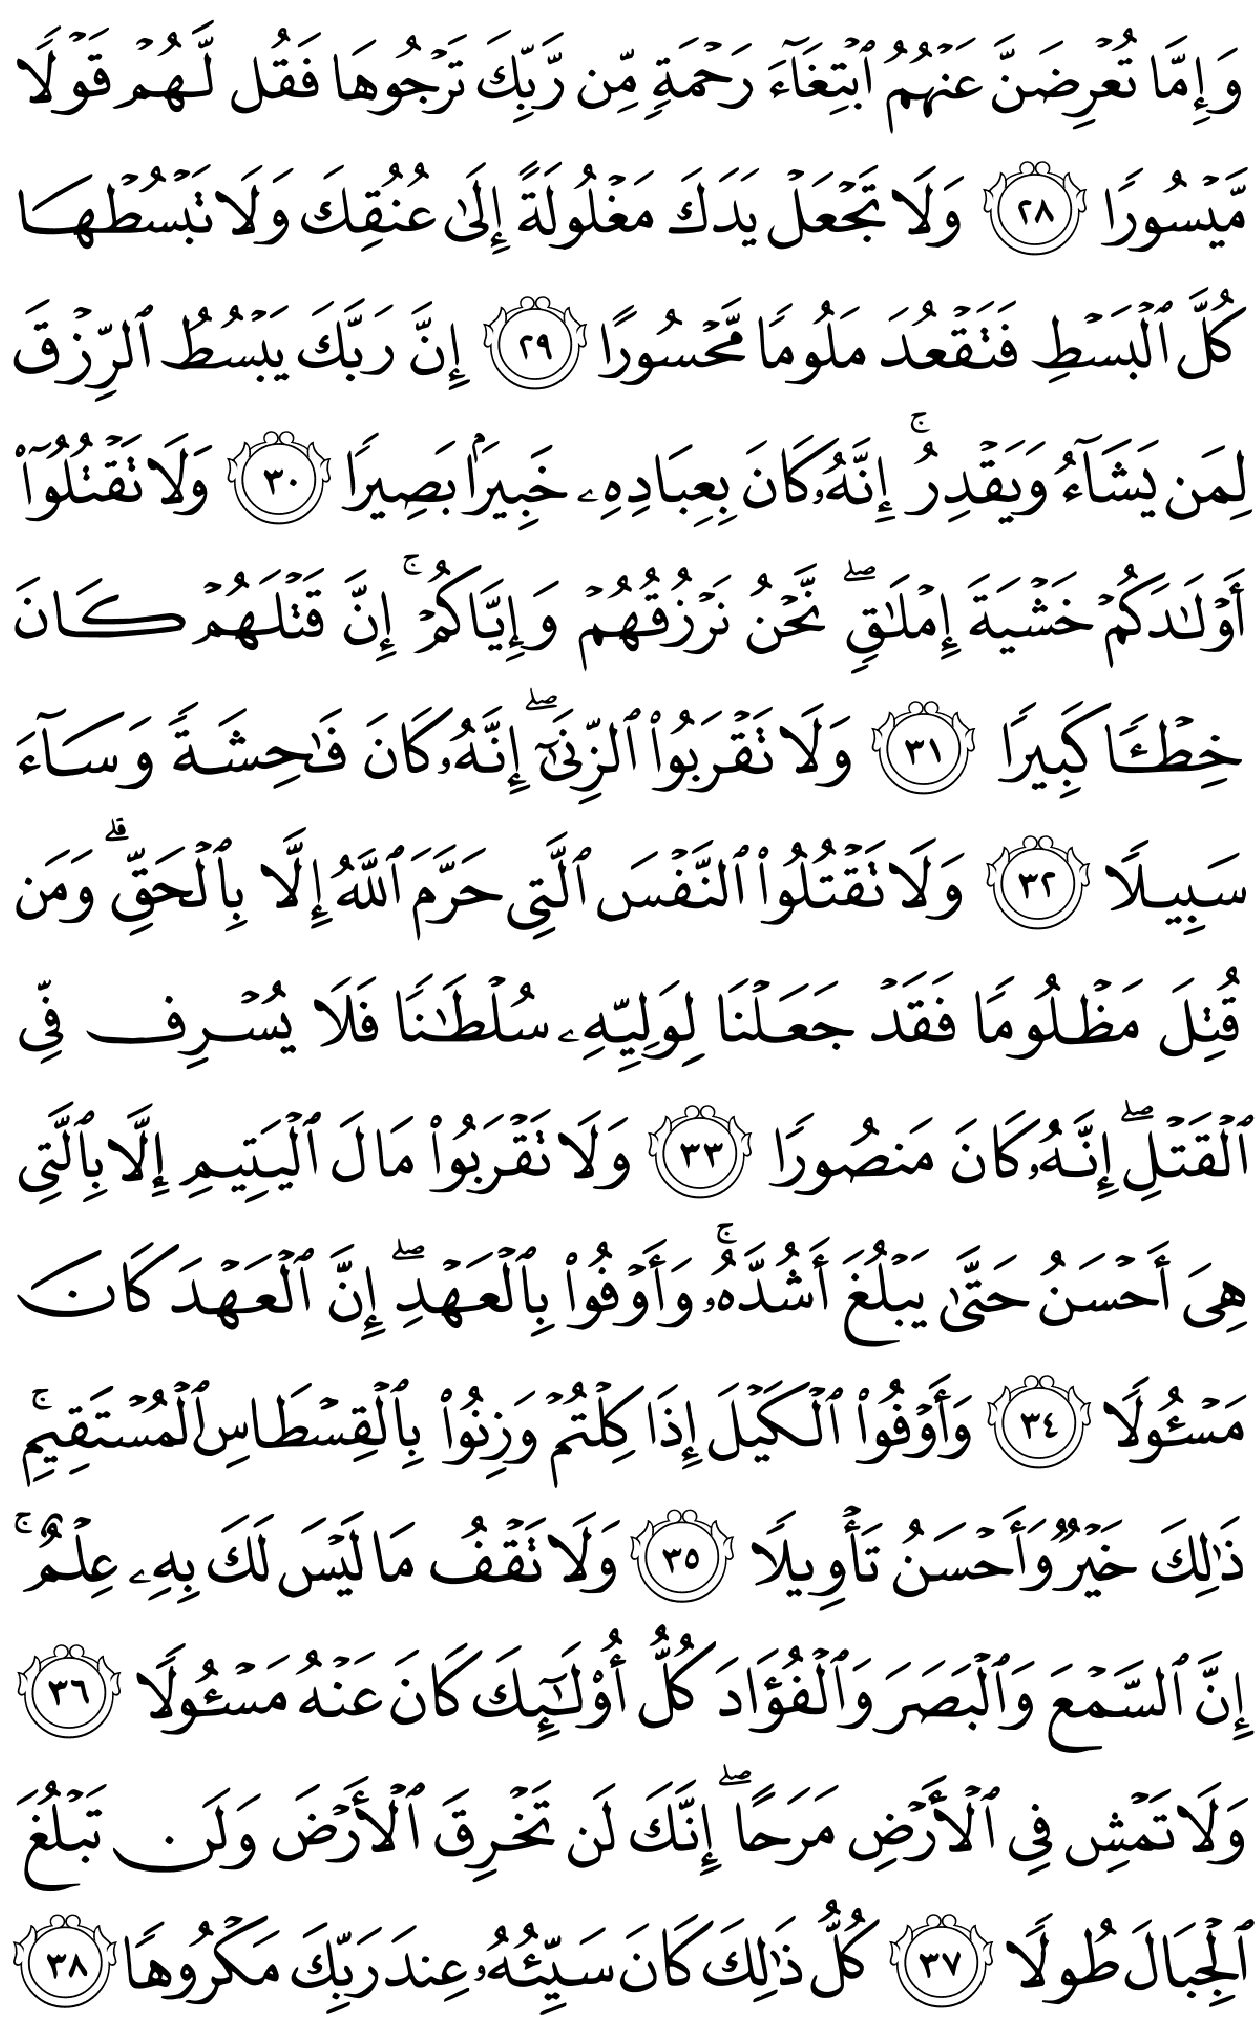 وَإِمَّا تُعْرِضَنَّ عَنْهُمُ ٱبْتِغَآءَ رَحْمَةٍ مِّن رَّبِّكَ تَرْجُوهَا فَقُل لَّهُمْ قَوْلًا
مَّيْسُورًا ٢٨ وَلَا تَجْعَلْ يَدَكَ مَغْلُولَةً إِلَىٰ عُنُقِكَ وَلَا تَبْسُطْهَا
كُلَّ ٱلْبَسْطِ فَتَقْعُدَ مَلُومًا مَّحْسُورًا ٢٩ إِنَّ رَبَّكَ يَبْسُطُ ٱلرِّزْقَ
لِمَن يَشَآءُ وَيَقْدِرُ ۚ إِنَّهُۥ كَانَ بِعِبَادِهِۦ خَبِيرًۢا بَصِيرًا ٣٠ وَلَا تَقْتُلُوٓا۟
أَوْلَـٰدَكُمْ خَشْيَةَ إِمْلَـٰقٍ ۖ نَّحْنُ نَرْزُقُهُمْ وَإِيَّاكُمْ ۚ إِنَّ قَتْلَهُمْ كَانَ
خِطْـًٔا كَبِيرًا ٣١ وَلَا تَقْرَبُوا۟ ٱلزِّنَىٰٓ ۖ إِنَّهُۥ كَانَ فَـٰحِشَةً وَسَآءَ
سَبِيلًا ٣٢ وَلَا تَقْتُلُوا۟ ٱلنَّفْسَ ٱلَّتِى حَرَّمَ ٱللَّهُ إِلَّا بِٱلْحَقِّ ۗ وَمَن
قُتِلَ مَظْلُومًا فَقَدْ جَعَلْنَا لِوَلِيِّهِۦ سُلْطَـٰنًا فَلَا يُسْرِف فِّى
ٱلْقَتْلِ ۖ إِنَّهُۥ كَانَ مَنصُورًا ٣٣ وَلَا تَقْرَبُوا۟ مَالَ ٱلْيَتِيمِ إِلَّا بِٱلَّتِى
هِىَ أَحْسَنُ حَتَّىٰ يَبْلُغَ أَشُدَّهُۥ ۚ وَأَوْفُوا۟ بِٱلْعَهْدِ ۖ إِنَّ ٱلْعَهْدَ كَانَ
مَسْـُٔولًا ٣٤ وَأَوْفُوا۟ ٱلْكَيْلَ إِذَا كِلْتُمْ وَزِنُوا۟ بِٱلْقِسْطَاسِ ٱلْمُسْتَقِيمِ ۚ
ذَٰلِكَ خَيْرٌ وَأَحْسَنُ تَأْوِيلًا ٣٥ وَلَا تَقْفُ مَا لَيْسَ لَكَ بِهِۦ عِلْمٌ ۚ
إِنَّ ٱلسَّمْعَ وَٱلْبَصَرَ وَٱلْفُؤَادَ كُلُّ أُو۟لَـٰٓئِكَ كَانَ عَنْهُ مَسْـُٔولًا ٣٦
وَلَا تَمْشِ فِى ٱلْأَرْضِ مَرَحًا ۖ إِنَّكَ لَن تَخْرِقَ ٱلْأَرْضَ وَلَن تَبْلُغَ
ٱلْجِبَالَ طُولًا ٣٧ كُلُّ ذَٰلِكَ كَانَ سَيِّئُهُۥ عِندَ رَبِّكَ مَكْرُوهًا ٣٨